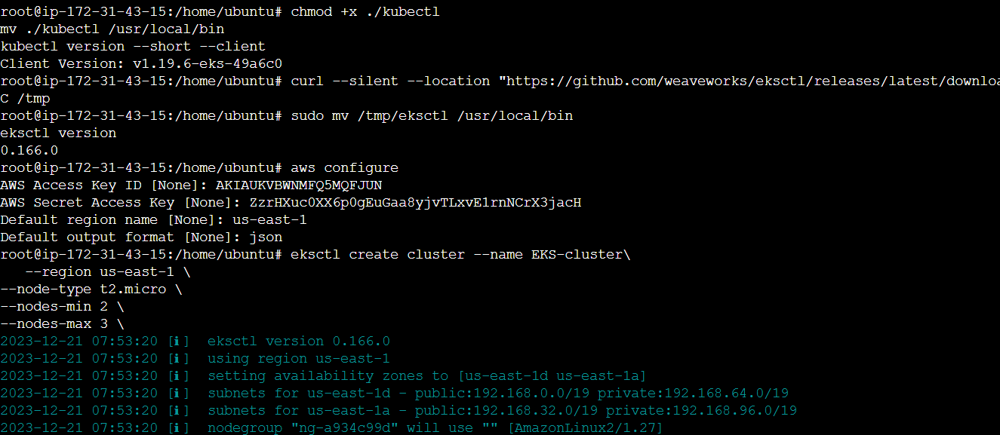 root@ip-172-31-43-15:/home/ubuntu# chmod +x ./kubectl
mv ./kubectl /usr/local/bin
kubectl version --short --client
Client Version: v1.19.6-eks-49a6c0
root@ip-172-31-43-15:/home/ubuntu# curl --silent --location "https://github.com/weaveworks/eksctl/releases/latest/downloa
C /tmp
root@ip-172-31-43-15:/home/ubuntu# sudo mv /tmp/eksctl /usr/local/bin
eksctl version
0.166.0
root@ip-172-31-43-15:/home/ubuntu# aws configure
AWS Access Key ID [None]: AKIAUKVBWNMFQ5MQFJUN
AWS Secret Access Key [None]: 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
Default region name [None]: us-east-1
Default output format [None]: json
root@ip-172-31-43-15:/home/ubuntu# eksctl create cluster --name EKS-cluster\
   --region us-east-1 \
--node-type t2.micro \
--nodes-min 2 \
--nodes-max 3 \
2023-12-21 07:53:20 [ℹ]  eksctl version 0.166.0
2023-12-21 07:53:20 [ℹ]  using region us-east-1
2023-12-21 07:53:20 [ℹ]  setting availability zones to [us-east-1d us-east-1a]
2023-12-21 07:53:20 [ℹ]  subnets for us-east-1d - public:192.168.0.0/19 private:192.168.64.0/19
2023-12-21 07:53:20 [ℹ]  subnets for us-east-1a - public:192.168.32.0/19 private:192.168.96.0/19
2023-12-21 07:53:20 [ℹ]  nodegroup "ng-a934c99d" will use "" [AmazonLinux2/1.27]